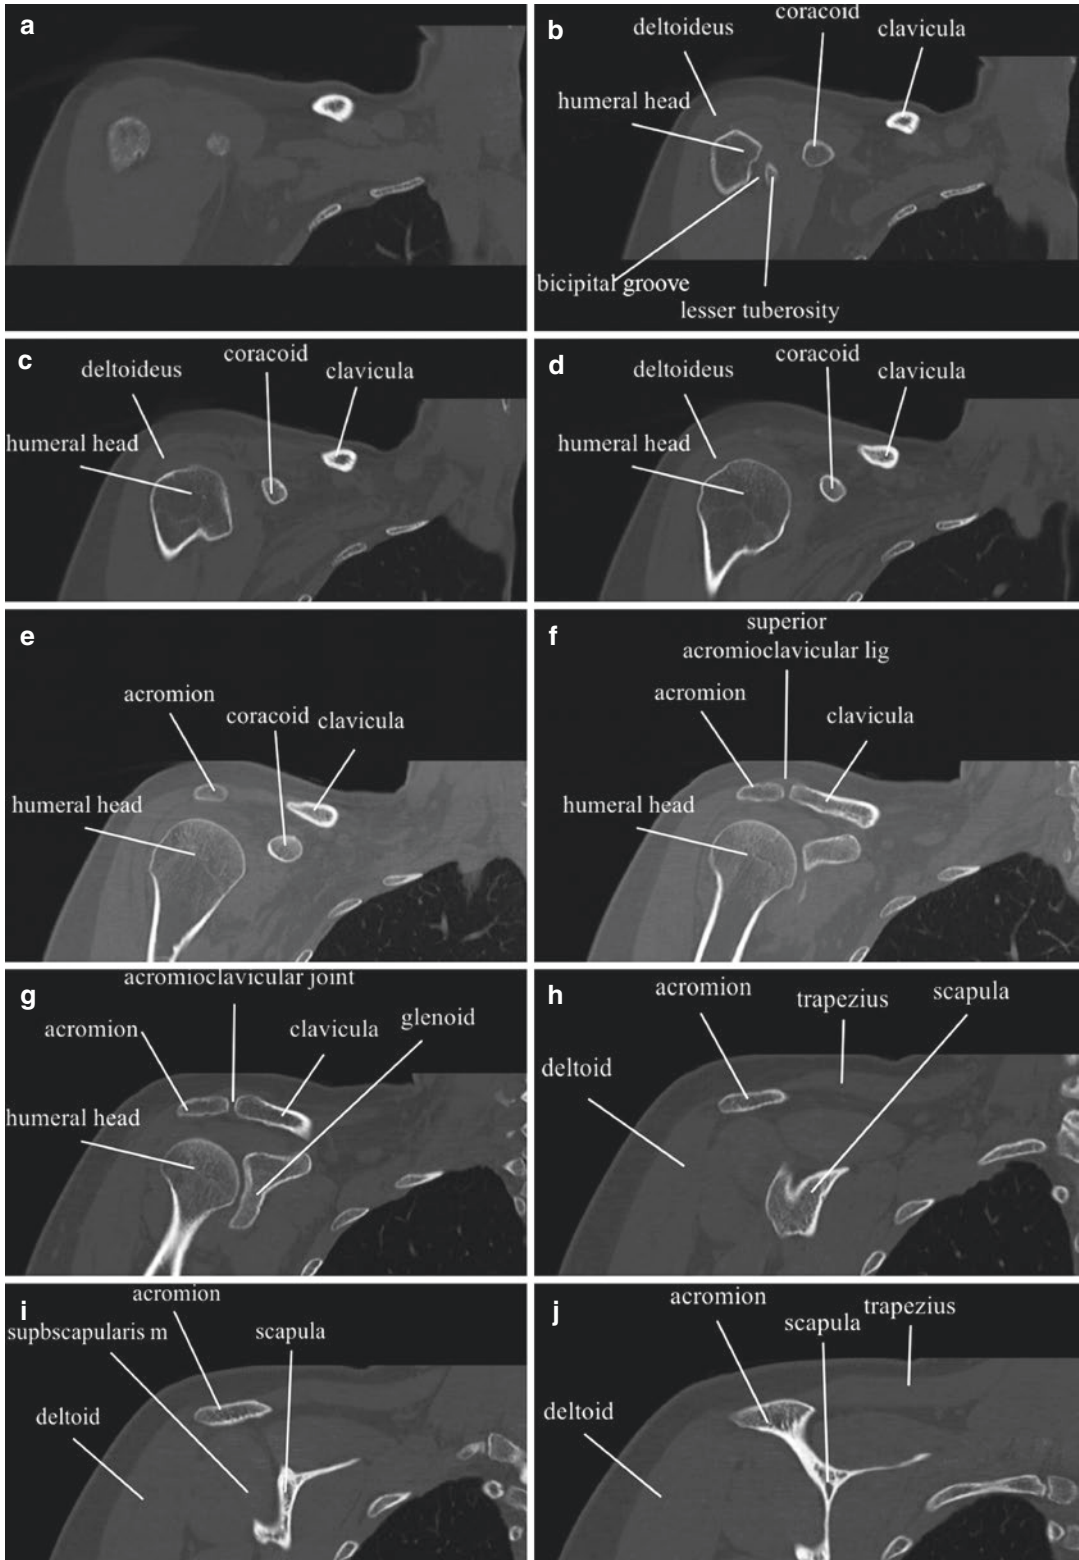 a
b
deltoideus
coracoid
clavicula
humeral head
bicipital groove
lesser tuberosity
c
deltoideus
coracoid
clavicula
humeral head
d
deltoideus
coracoid
clavicula
humeral head
e
acromion
coracoid
clavicula
humeral head
f
superior
acromioclavicular lig
acromion
clavicula
humeral head
g
acromioclavicular joint
acromion
clavicula
glenoid
humeral head
h
acromion
trapezius
scapula
deltoid
i
acromion
supbscapularis m
scapula
deltoid
j
acromion
scapula
trapezius
deltoid